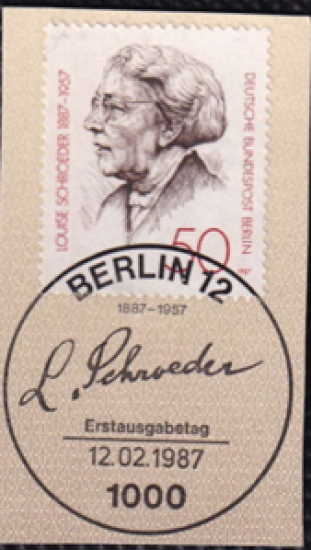 LOUISE SCHROEDER 1887-1957
DEUTSCHE BUNDESPOST BERLIN
50
BERLIN 12
1887-1957
L. Schroeder
Erstausgabetag
12.02.1987
1000